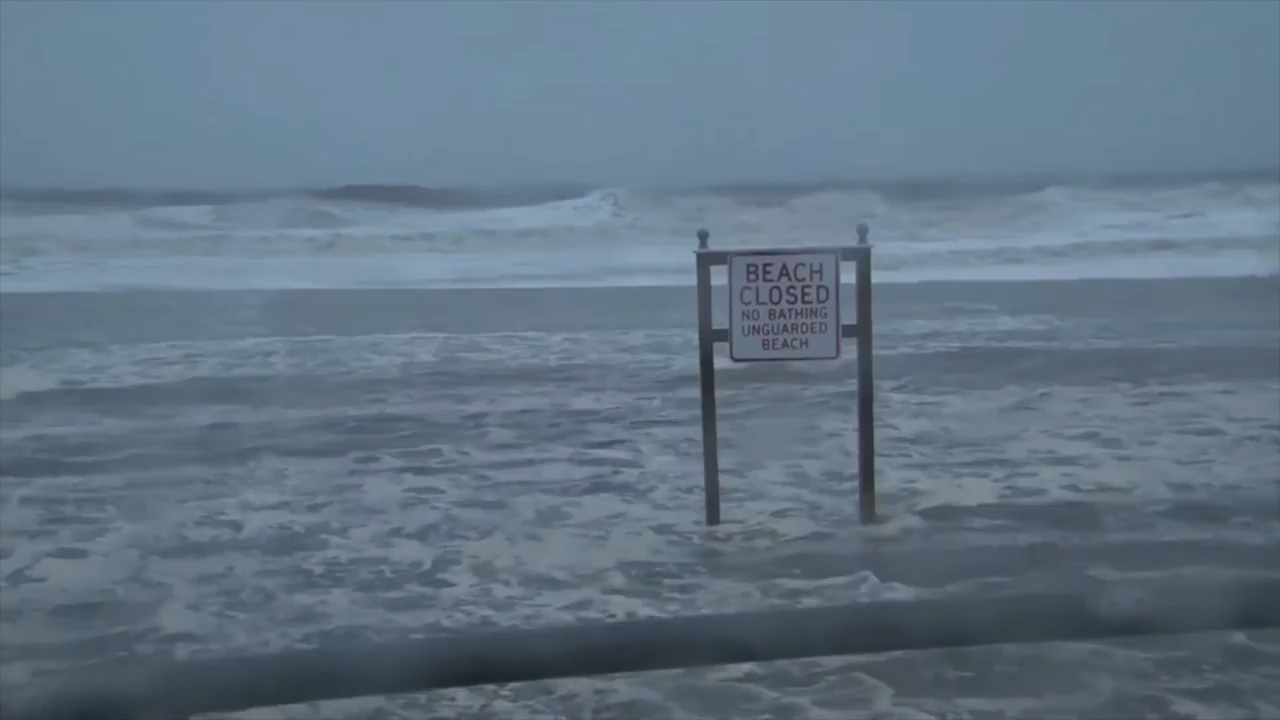 BEACH
CLOSED
NO BATHING
UNGUARDED
BEACH